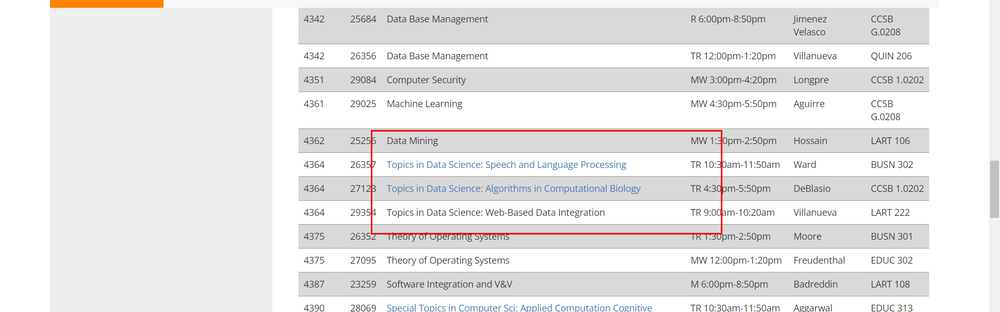 4342 25684 Data Base Management R 6:00pm-8:50pm Jimenez CCSB
Velasco G.0208
4342 26356 Data Base Management TR 12:00pm-1:20pm Villanueva QUIN 206
4351 29084 Computer Security MW 3:00pm-4:20pm Longpre CCSB 1.0202
4361 29025 Machine Learning MW 4:30pm-5:50pm Aguirre CCSB
G.0208
4362 25256 Data Mining MW 1:30pm-2:50pm Hossain LART 106
4364 26357 Topics in Data Science: Speech and Language Processing TR 10:30am-11:50am Ward BUSN 302
4364 27123 Topics in Data Science: Algorithms in Computational Biology TR 4:30pm-5:50pm DeBlasio CCSB 1.0202
4364 29354 Topics in Data Science: Web-Based Data Integration TR 9:00am-10:20am Villanueva LART 222
4375 26352 Theory of Operating Systems TR 1:30pm-2:50pm Moore BUSN 301
4375 27095 Theory of Operating Systems MW 12:00pm-1:20pm Freudenthal EDUC 302
4387 23259 Software Integration and V&V M 6:00pm-8:50pm Badreddin LART 108
4390 28069 Special Topics in Computer Sci: Applied Computation Cognitive TR 10:30am-11:50am Aggarwal EDUC 313